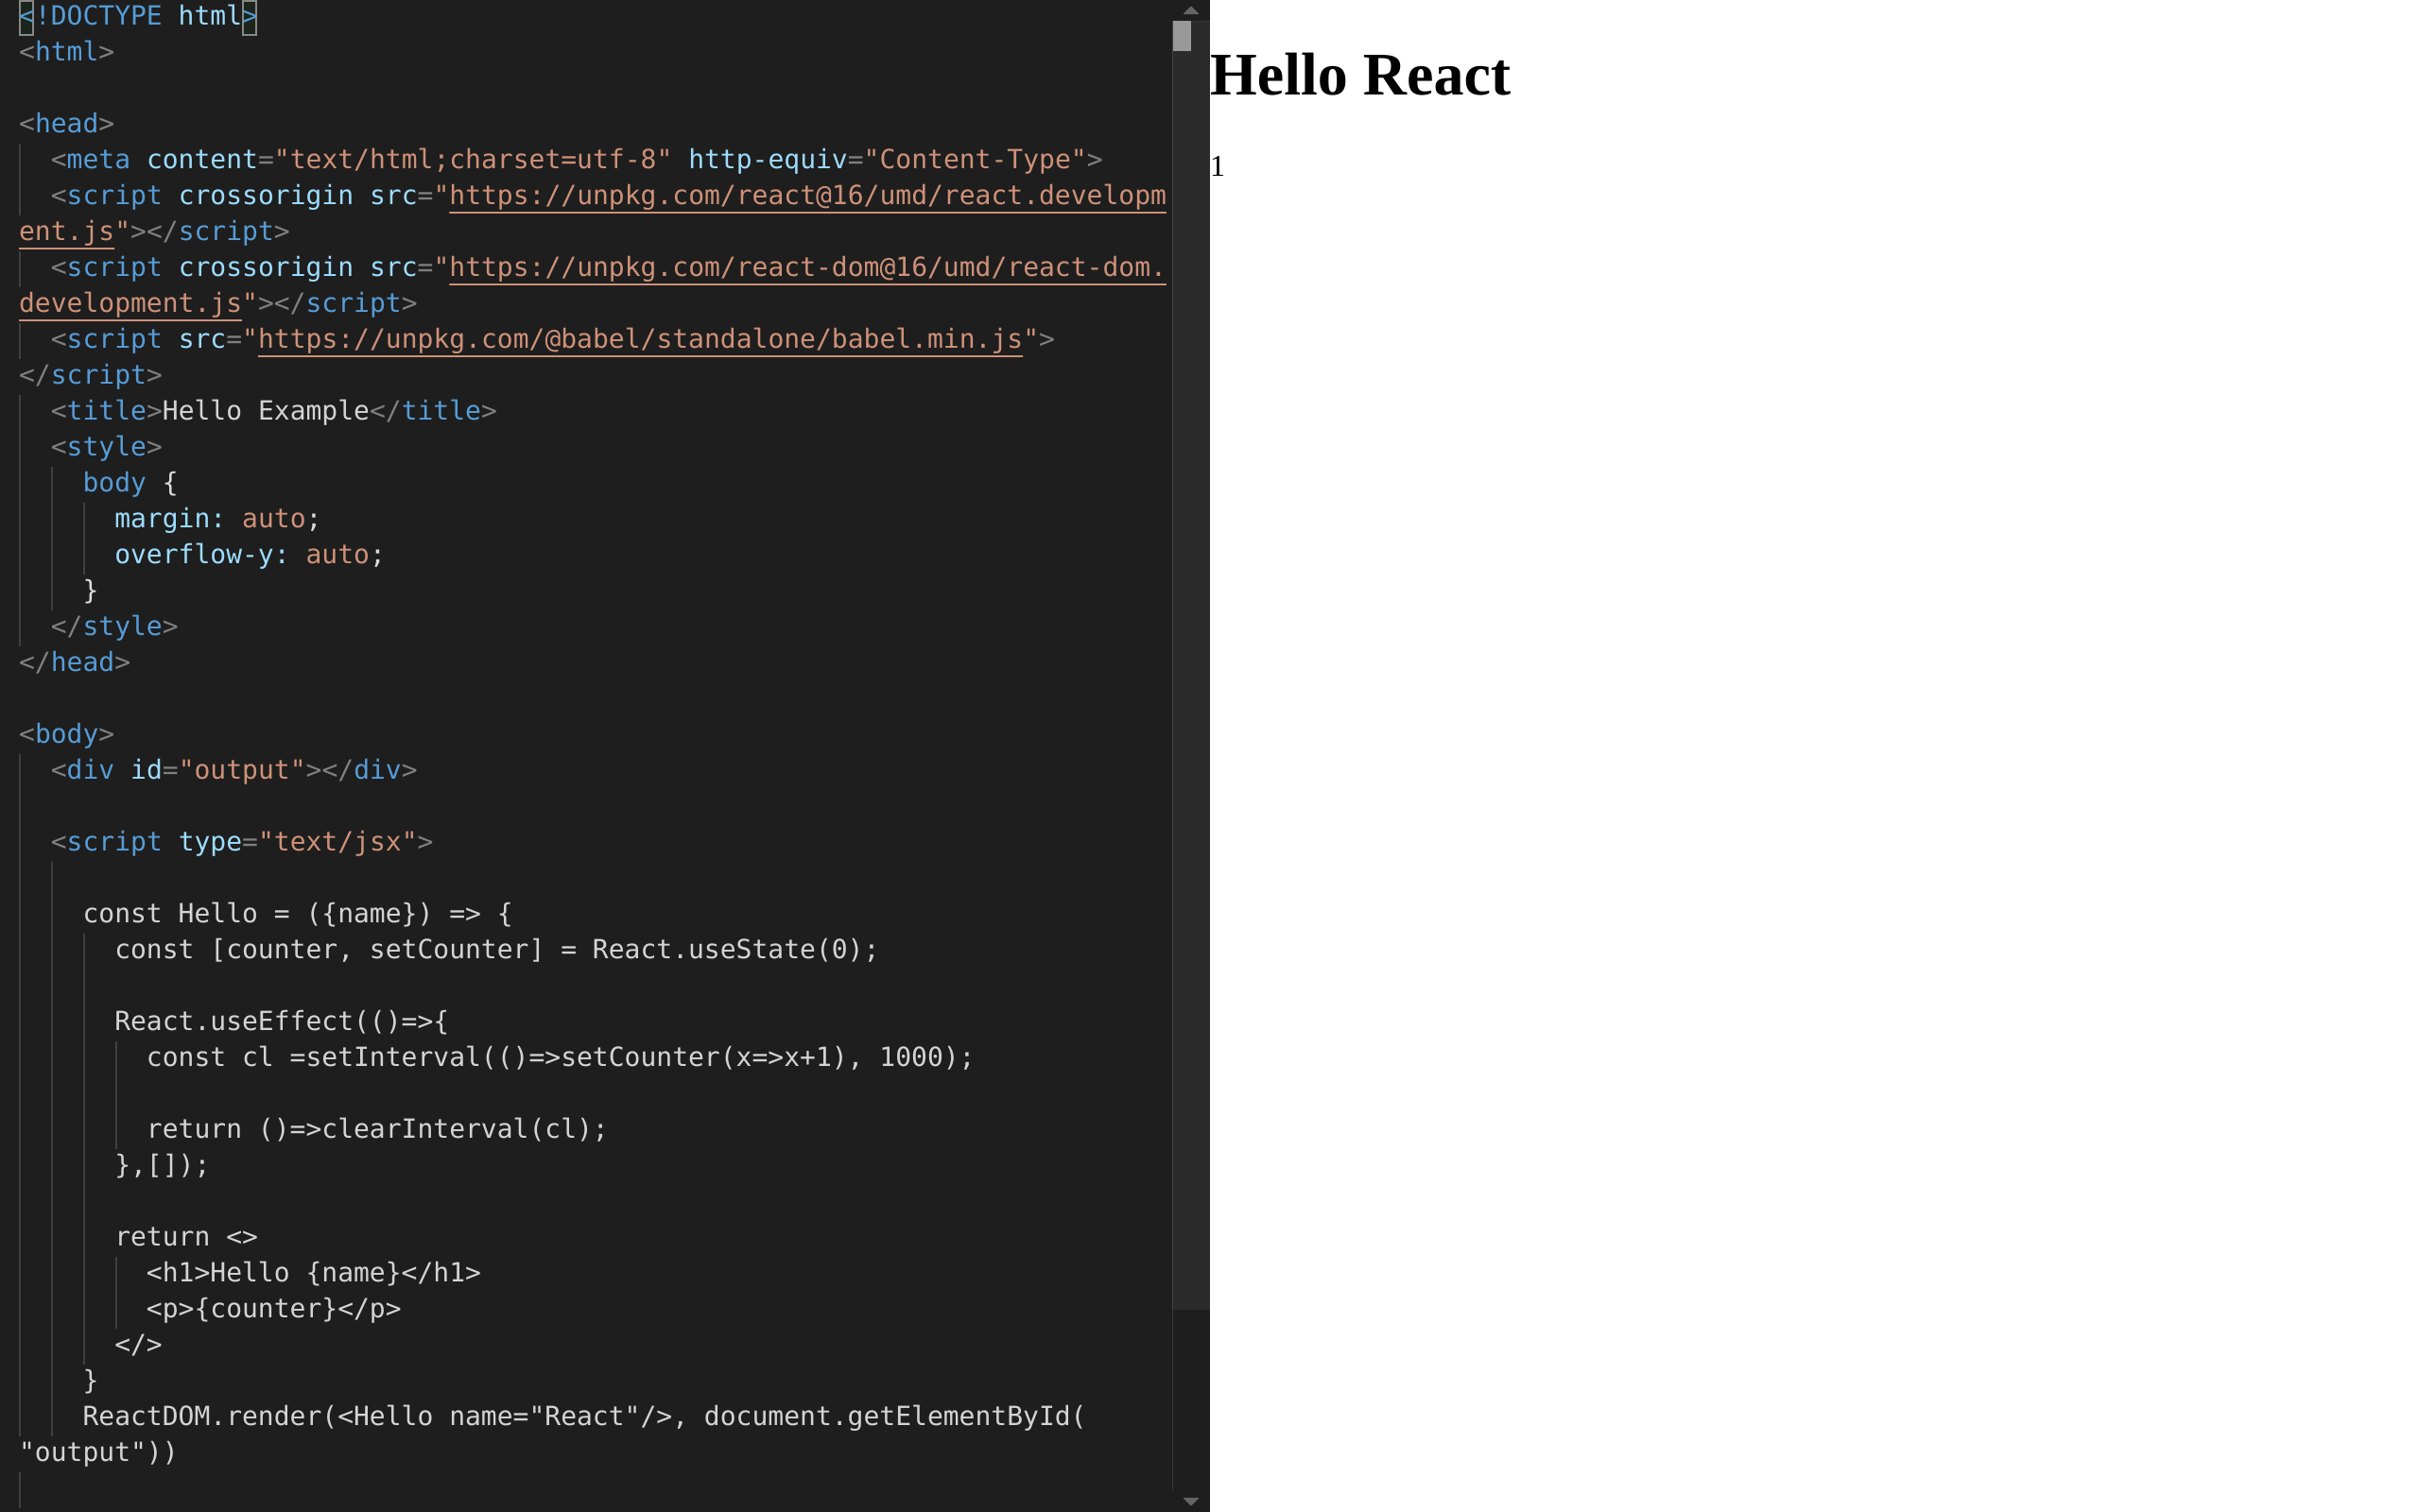 <!DOCTYPE html>
<html>
<head>
<meta content="text/html;charset=utf-8" http-equiv="Content-Type">
<script crossorigin src="https://unpkg.com/react@16/umd/react.developm
ent.js"></script>
<script crossorigin src="https://unpkg.com/react-dom@16/umd/react-dom.
development.js"></script>
<script src="https://unpkg.com/@babel/standalone/babel.min.js">
</script>
<title>Hello Example</title>
<style>
body {
margin: auto;
overflow-y: auto;
}
</style>
</head>
<body>
<div id="output"></div>
<script type="text/jsx">
const Hello = ({name}) => {
const [counter, setCounter] = React.useState(0);
React.useEffect(()=>{
const cl =setInterval(()=>setCounter(x=>x+1), 1000);
return ()=>clearInterval(cl);
},[]);
return <>
<h1>Hello {name}</h1>
<p>{counter}</p>
</>
}
ReactDOM.render(<Hello name="React"/>, document.getElementById(
"output"))
Hello React
1